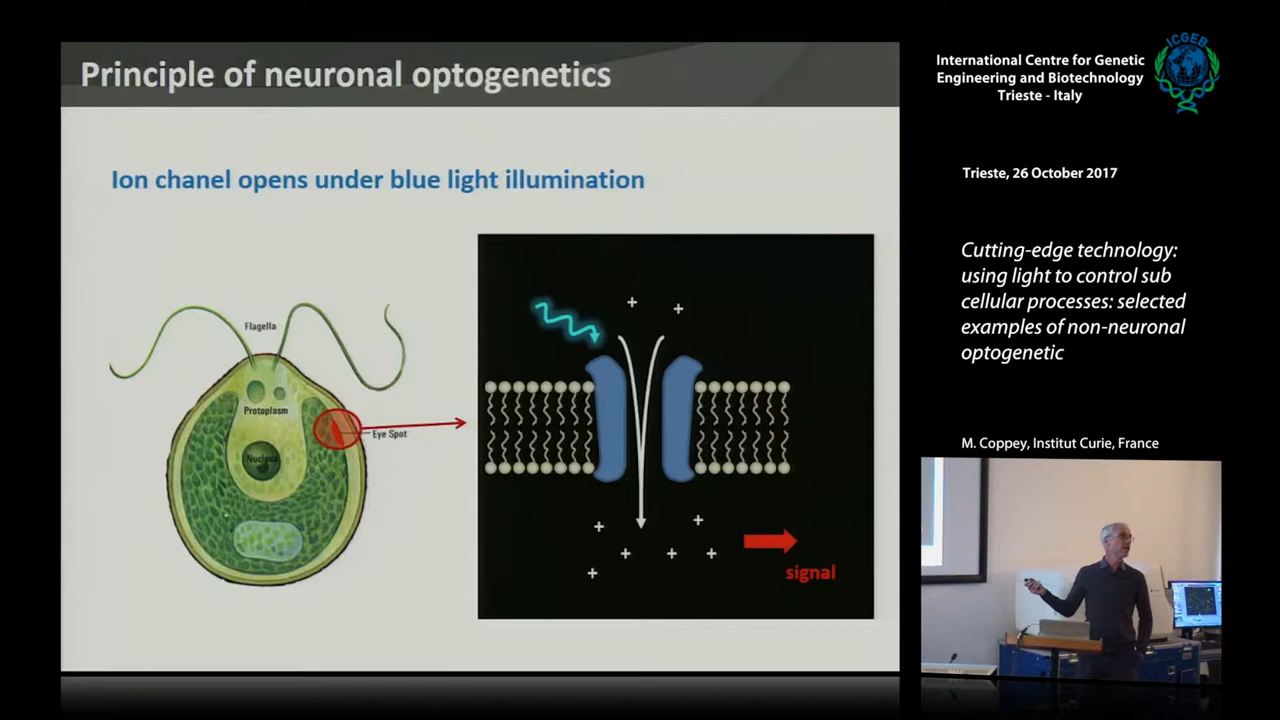 Principle of neuronal optogenetics
Ion chanel opens under blue light illumination
Flagella
Protoplasm
Eye Spot
Nucleus
+ +
+ +
+ + +
+
signal
International Centre for Genetic
Engineering and Biotechnology
Trieste - Italy
ICGEB
Trieste, 26 October 2017
Cutting-edge technology:
using light to control sub
cellular processes: selected
examples of non-neuronal
optogenetic
M. Coppey, Institut Curie, France